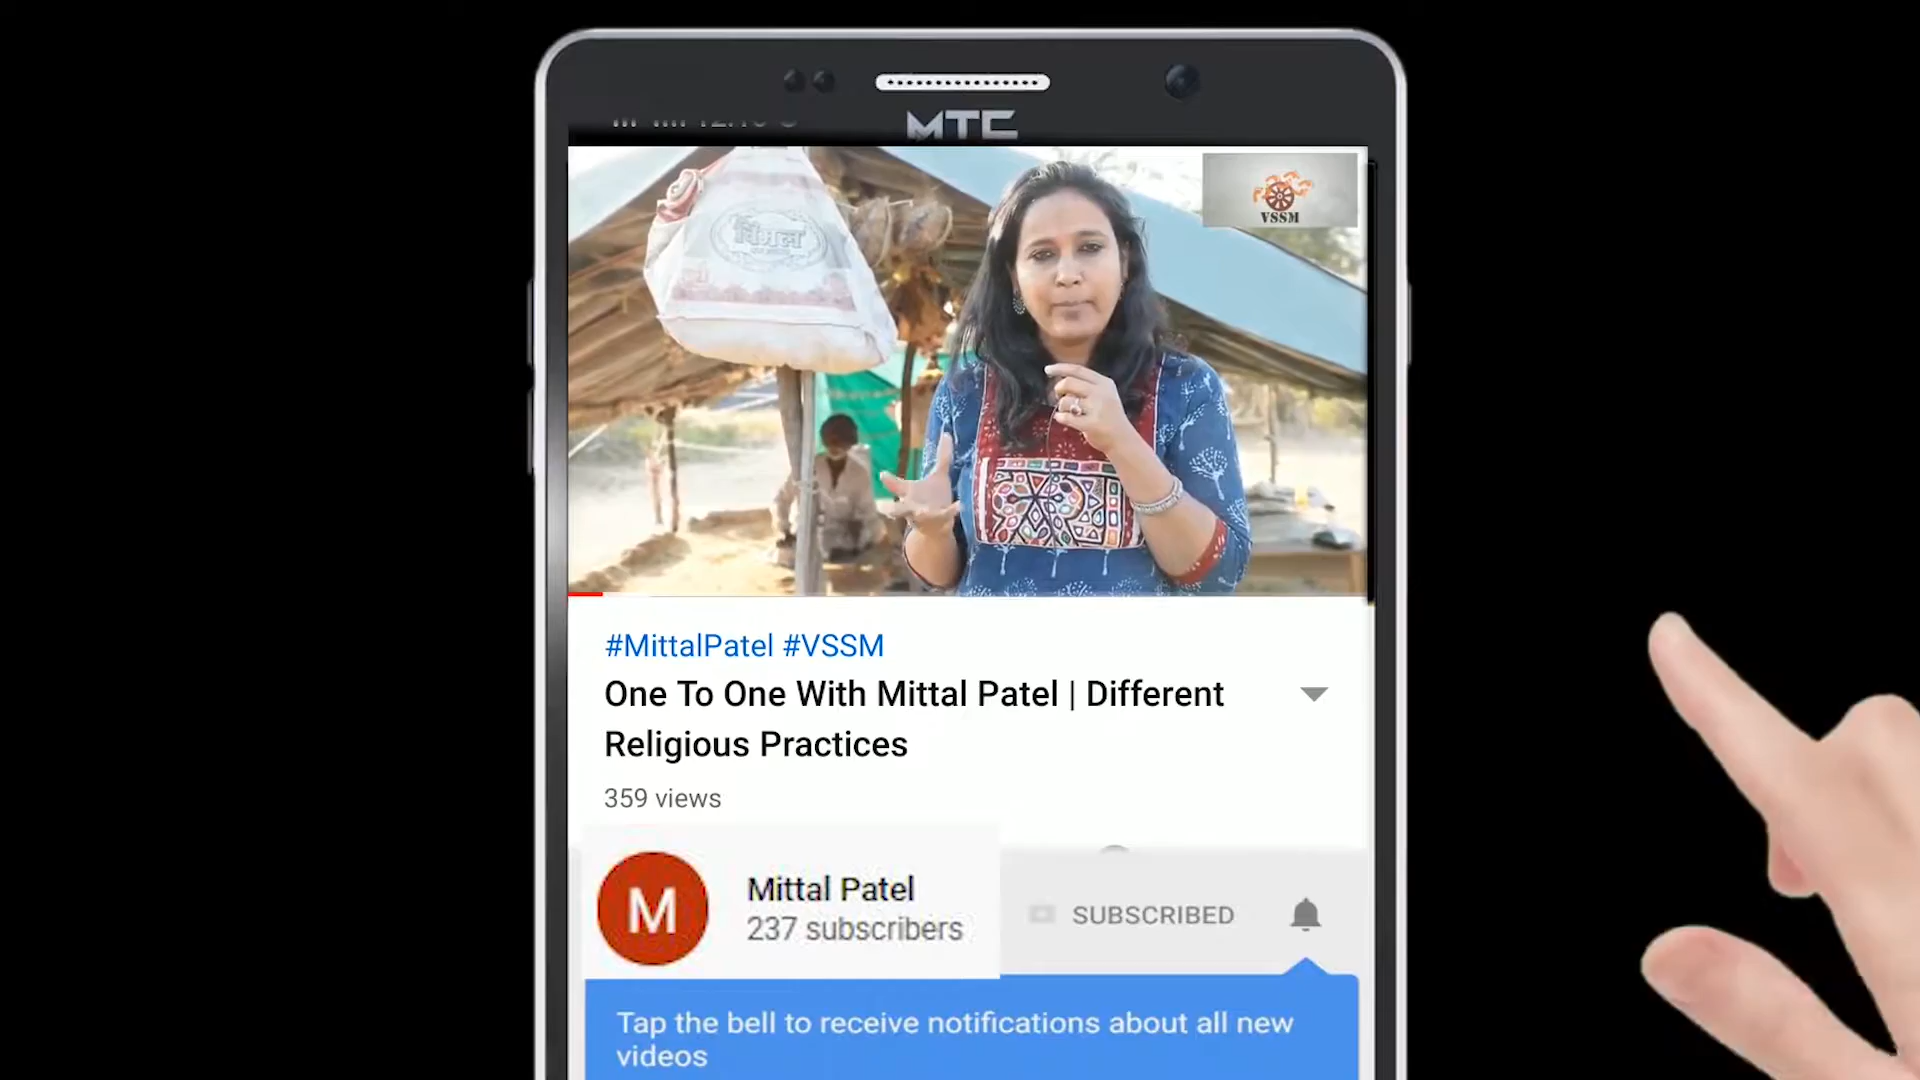 MTC
विमल
VSSM
#MittalPatel #VSSM
One To One With Mittal Patel | Different
Religious Practices
359 views
M
Mittal Patel
237 subscribers
SUBSCRIBED
Tap the bell to receive notifications about all new
videos